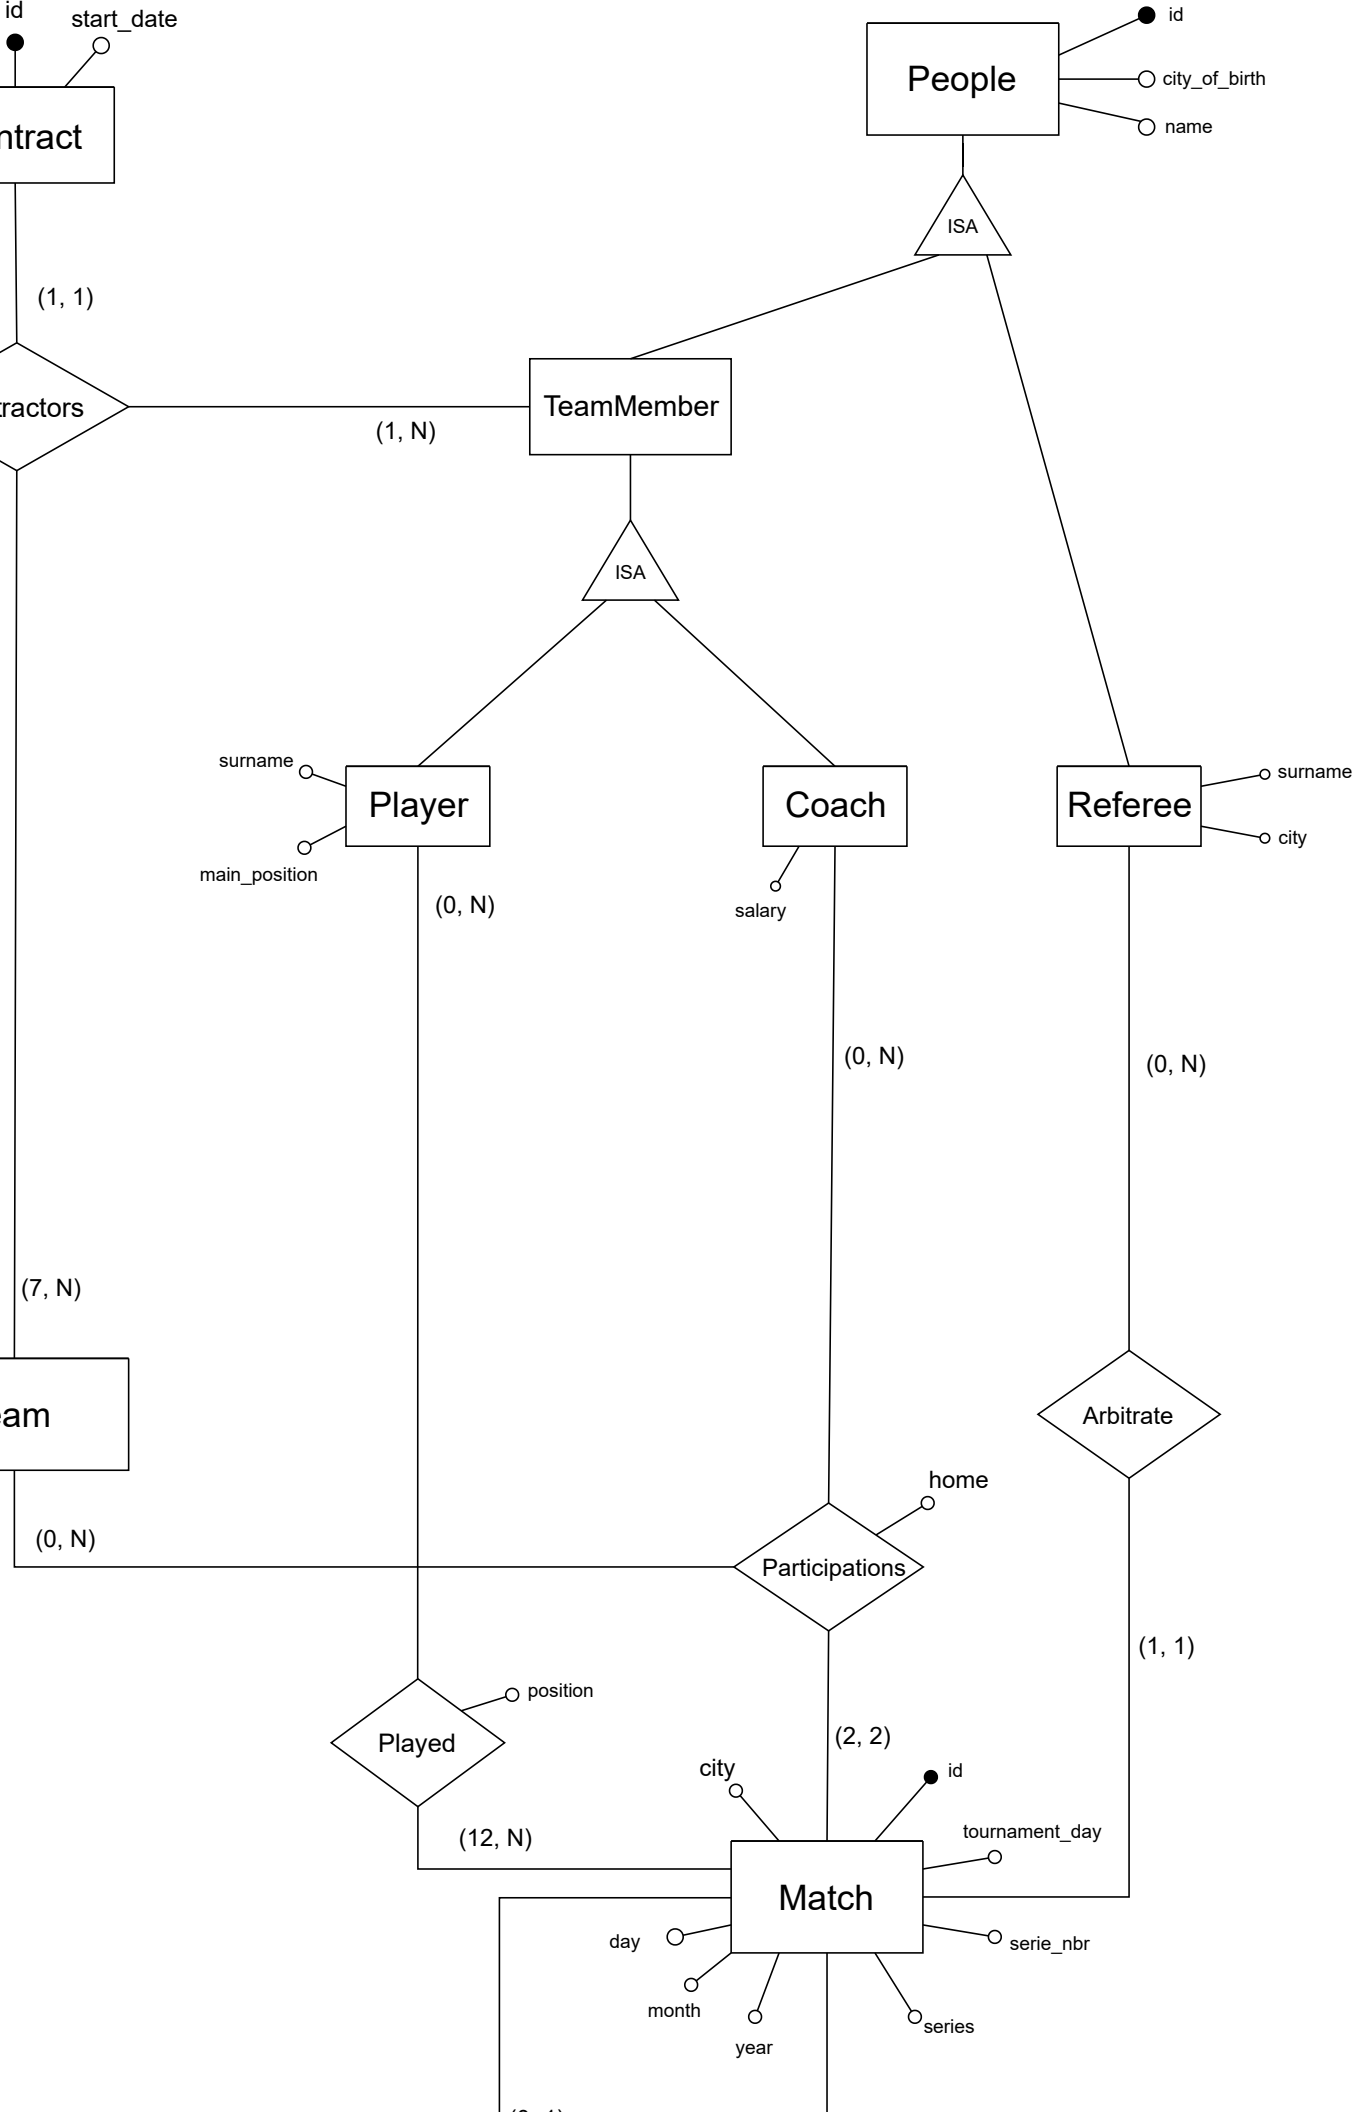 id
start_date
id
People
city_of_birth
name
ntract
ISA
(1, 1)
tractors
TeamMember
(1, N)
ISA
surname
main_position
Player
Coach
salary
Referee
surname
city
(0, N)
(0, N)
(0, N)
(7, N)
eam
Arbitrate
home
(0, N)
Participations
(1, 1)
position
Played
(2, 2)
city
id
(12, N)
tournament_day
Match
day
serie_nbr
month
series
year